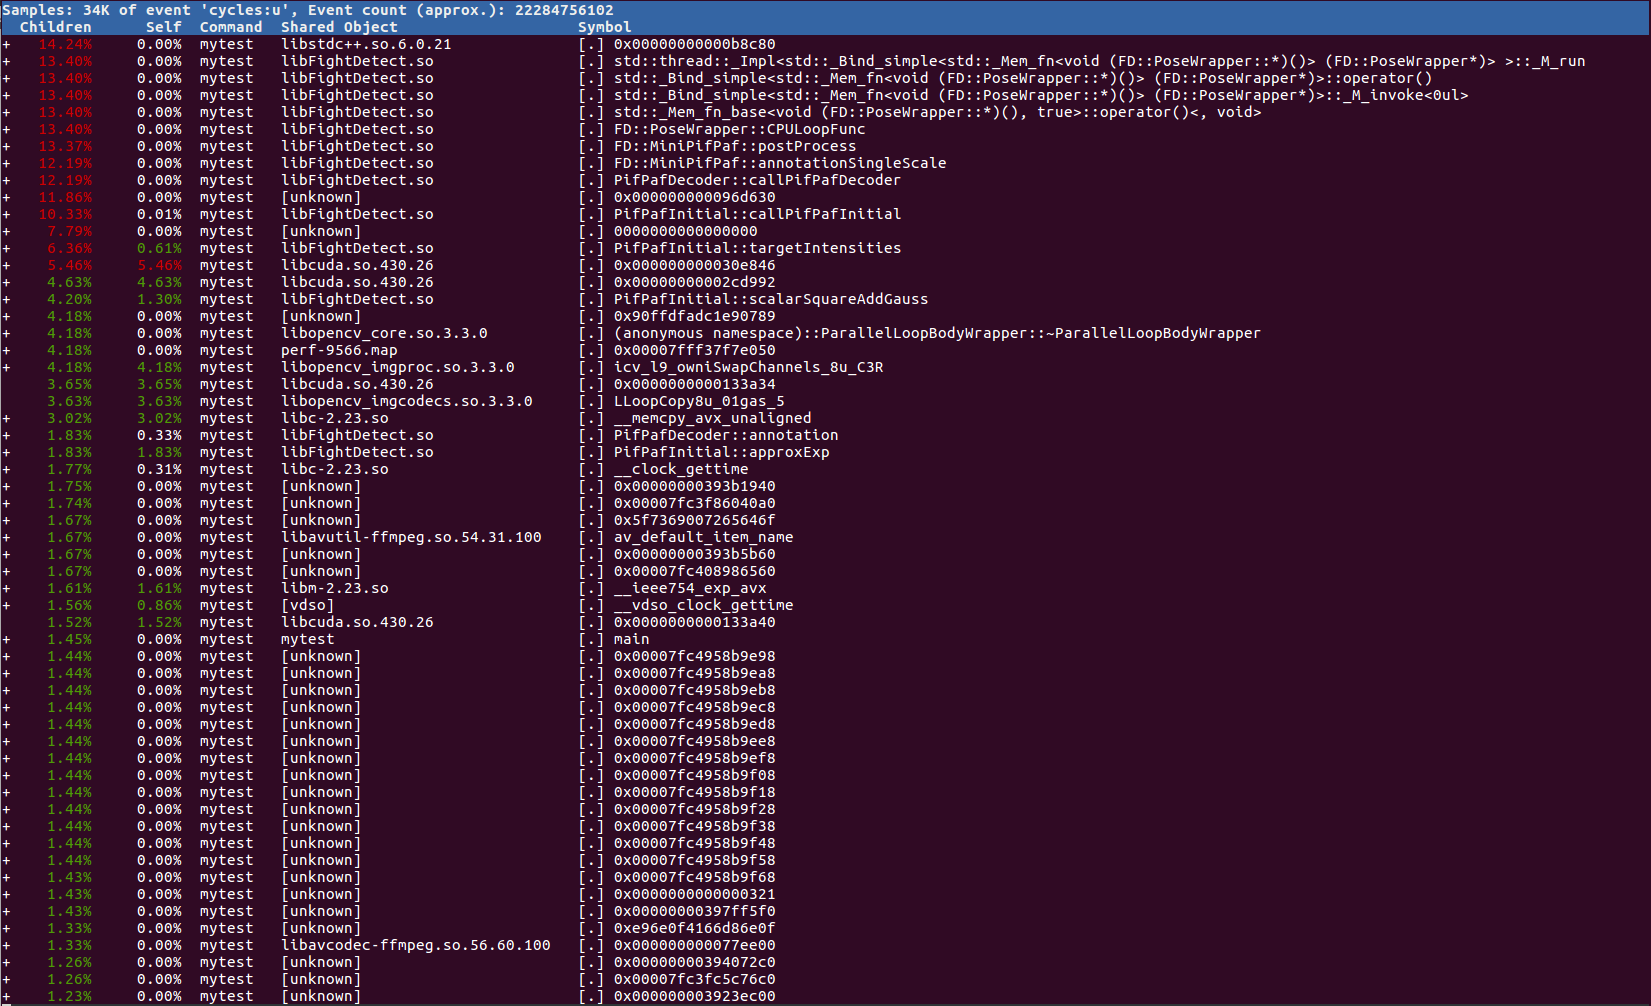 Samples: 34K of event 'cycles:u', Event count (approx.): 22284756102
Children Self Command Shared Object Symbol
+ 14.24% 0.00% mytest libstdc++.so.6.0.21 [.] 0x00000000000b8c80
+ 13.40% 0.00% mytest libFightDetect.so [.] std::thread::_Impl<std::_Bind_simple<std::_Mem_fn<void (FD::PoseWrapper::*)()> (FD::PoseWrapper*)> >::_M_run
+ 13.40% 0.00% mytest libFightDetect.so [.] std::_Bind_simple<std::_Mem_fn<void (FD::PoseWrapper::*)()> (FD::PoseWrapper*)>::operator()
+ 13.40% 0.00% mytest libFightDetect.so [.] std::_Bind_simple<std::_Mem_fn<void (FD::PoseWrapper::*)()> (FD::PoseWrapper*)>::_M_invoke<0ul>
+ 13.40% 0.00% mytest libFightDetect.so [.] std::_Mem_fn_base<void (FD::PoseWrapper::*)(), true>::operator()<, void>
+ 13.40% 0.00% mytest libFightDetect.so [.] FD::PoseWrapper::CPULoopFunc
+ 13.37% 0.00% mytest libFightDetect.so [.] FD::MiniPifPaf::postProcess
+ 12.19% 0.00% mytest libFightDetect.so [.] FD::MiniPifPaf::annotationSingleScale
+ 12.19% 0.00% mytest libFightDetect.so [.] PifPafDecoder::callPifPafDecoder
+ 11.86% 0.00% mytest [unknown] [.] 0x000000000096d630
+ 10.33% 0.01% mytest libFightDetect.so [.] PifPafInitial::callPifPafInitial
+ 7.79% 0.00% mytest [unknown] [.] 0000000000000000
+ 6.36% 0.61% mytest libFightDetect.so [.] PifPafInitial::targetIntensities
+ 5.46% 5.46% mytest libcuda.so.430.26 [.] 0x000000000030e846
+ 4.63% 4.63% mytest libcuda.so.430.26 [.] 0x00000000002cd992
+ 4.20% 1.30% mytest libFightDetect.so [.] PifPafInitial::scalarSquareAddGauss
+ 4.18% 0.00% mytest [unknown] [.] 0x90ffdfadc1e90789
+ 4.18% 0.00% mytest libopencv_core.so.3.3.0 [.] (anonymous namespace)::ParallelLoopBodyWrapper::~ParallelLoopBodyWrapper
+ 4.18% 0.00% mytest perf-9566.map [.] 0x00007fff37f7e050
+ 4.18% 4.18% mytest libopencv_imgproc.so.3.3.0 [.] icv_l9_owniSwapChannels_8u_C3R
3.65% 3.65% mytest libcuda.so.430.26 [.] 0x0000000000133a34
3.63% 3.63% mytest libopencv_imgcodecs.so.3.3.0 [.] LLoopCopy8u_01gas_5
+ 3.02% 3.02% mytest libc-2.23.so [.] __memcpy_avx_unaligned
+ 1.83% 0.33% mytest libFightDetect.so [.] PifPafDecoder::annotation
+ 1.83% 1.83% mytest libFightDetect.so [.] PifPafInitial::approxExp
+ 1.77% 0.31% mytest libc-2.23.so [.] __clock_gettime
+ 1.75% 0.00% mytest [unknown] [.] 0x00000000393b1940
+ 1.74% 0.00% mytest [unknown] [.] 0x00007fc3f86040a0
+ 1.67% 0.00% mytest [unknown] [.] 0x5f7369007265646f
+ 1.67% 0.00% mytest libavutil-ffmpeg.so.54.31.100 [.] av_default_item_name
+ 1.67% 0.00% mytest [unknown] [.] 0x00000000393b5b60
+ 1.67% 0.00% mytest [unknown] [.] 0x00007fc408986560
+ 1.61% 1.61% mytest libm-2.23.so [.] __ieee754_exp_avx
+ 1.56% 0.86% mytest [vdso] [.] __vdso_clock_gettime
1.52% 1.52% mytest libcuda.so.430.26 [.] 0x0000000000133a40
+ 1.45% 0.00% mytest mytest [.] main
+ 1.44% 0.00% mytest [unknown] [.] 0x00007fc4958b9e98
+ 1.44% 0.00% mytest [unknown] [.] 0x00007fc4958b9ea8
+ 1.44% 0.00% mytest [unknown] [.] 0x00007fc4958b9eb8
+ 1.44% 0.00% mytest [unknown] [.] 0x00007fc4958b9ec8
+ 1.44% 0.00% mytest [unknown] [.] 0x00007fc4958b9ed8
+ 1.44% 0.00% mytest [unknown] [.] 0x00007fc4958b9ee8
+ 1.44% 0.00% mytest [unknown] [.] 0x00007fc4958b9ef8
+ 1.44% 0.00% mytest [unknown] [.] 0x00007fc4958b9f08
+ 1.44% 0.00% mytest [unknown] [.] 0x00007fc4958b9f18
+ 1.44% 0.00% mytest [unknown] [.] 0x00007fc4958b9f28
+ 1.44% 0.00% mytest [unknown] [.] 0x00007fc4958b9f38
+ 1.44% 0.00% mytest [unknown] [.] 0x00007fc4958b9f48
+ 1.44% 0.00% mytest [unknown] [.] 0x00007fc4958b9f58
+ 1.43% 0.00% mytest [unknown] [.] 0x00007fc4958b9f68
+ 1.43% 0.00% mytest [unknown] [.] 0x0000000000000321
+ 1.43% 0.00% mytest [unknown] [.] 0x00000000397ff5f0
+ 1.33% 0.00% mytest [unknown] [.] 0xe96e0f4166d86e0f
+ 1.33% 0.00% mytest libavcodec-ffmpeg.so.56.60.100 [.] 0x000000000077ee00
+ 1.26% 0.00% mytest [unknown] [.] 0x00000000394072c0
+ 1.26% 0.00% mytest [unknown] [.] 0x00007fc3fc5c76c0
+ 1.23% 0.00% mytest [unknown] [.] 0x000000003923ec00